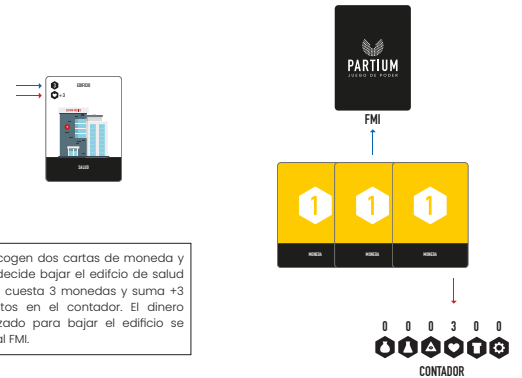 PARTIUM
JUEGO DE PODER
FMI
3 EDIFICIO
+3
SALUD
1 1 1
MONEDA MONEDA MONEDA
cogen dos cartas de moneda y
decide bajar el edifcio de salud
cuesta 3 monedas y suma +3
tos en el contador. El dinero
zado para bajar el edificio se
al FMI.
0 0 0 3 0 0
CONTADOR